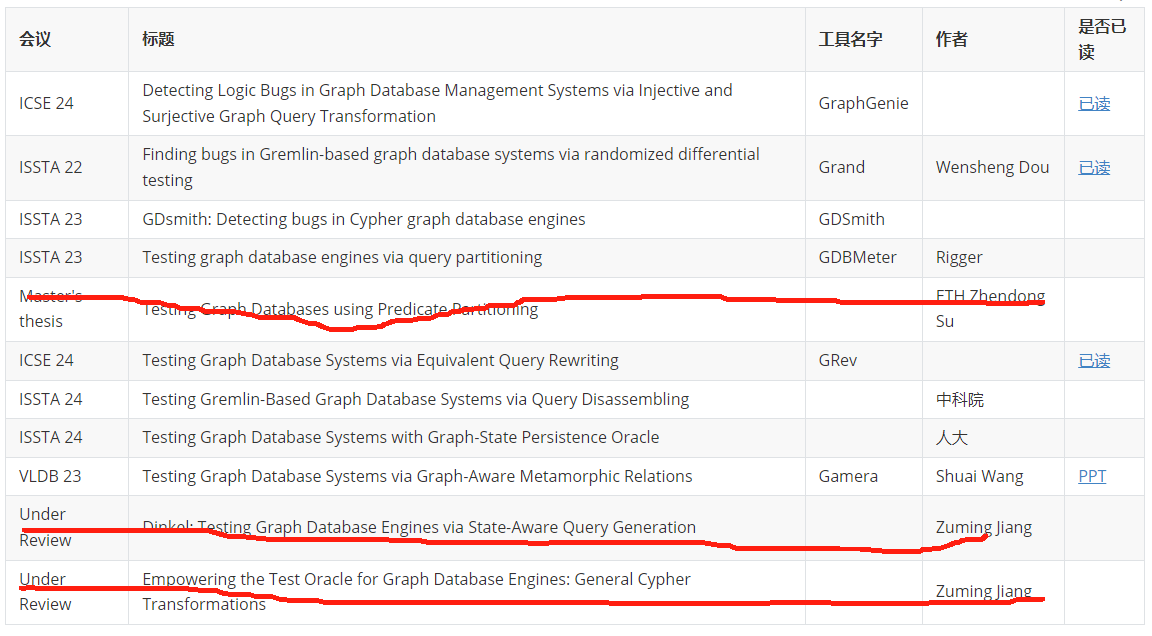 会议 标题 工具名字 作者 是否已
读
ICSE 24 Detecting Logic Bugs in Graph Database Management Systems via Injective and
Surjective Graph Query Transformation GraphGenie 已读
ISSTA 22 Finding bugs in Gremlin-based graph database systems via randomized differential
testing Grand Wensheng Dou 已读
ISSTA 23 GDsmith: Detecting bugs in Cypher graph database engines GDSmith
ISSTA 23 Testing graph database engines via query partitioning GDBMeter Rigger
Master's
thesis Testing Graph Databases using Predicate Partitioning ETH Zhendong
Su
ICSE 24 Testing Graph Database Systems via Equivalent Query Rewriting GRev 已读
ISSTA 24 Testing Gremlin-Based Graph Database Systems via Query Disassembling 中科院
ISSTA 24 Testing Graph Database Systems with Graph-State Persistence Oracle 人大
VLDB 23 Testing Graph Database Systems via Graph-Aware Metamorphic Relations Gamera Shuai Wang PPT
Under
Review Dinkel: Testing Graph Database Engines via State-Aware Query Generation Zuming Jiang
Under
Review Empowering the Test Oracle for Graph Database Engines: General Cypher
Transformations Zuming Jiang